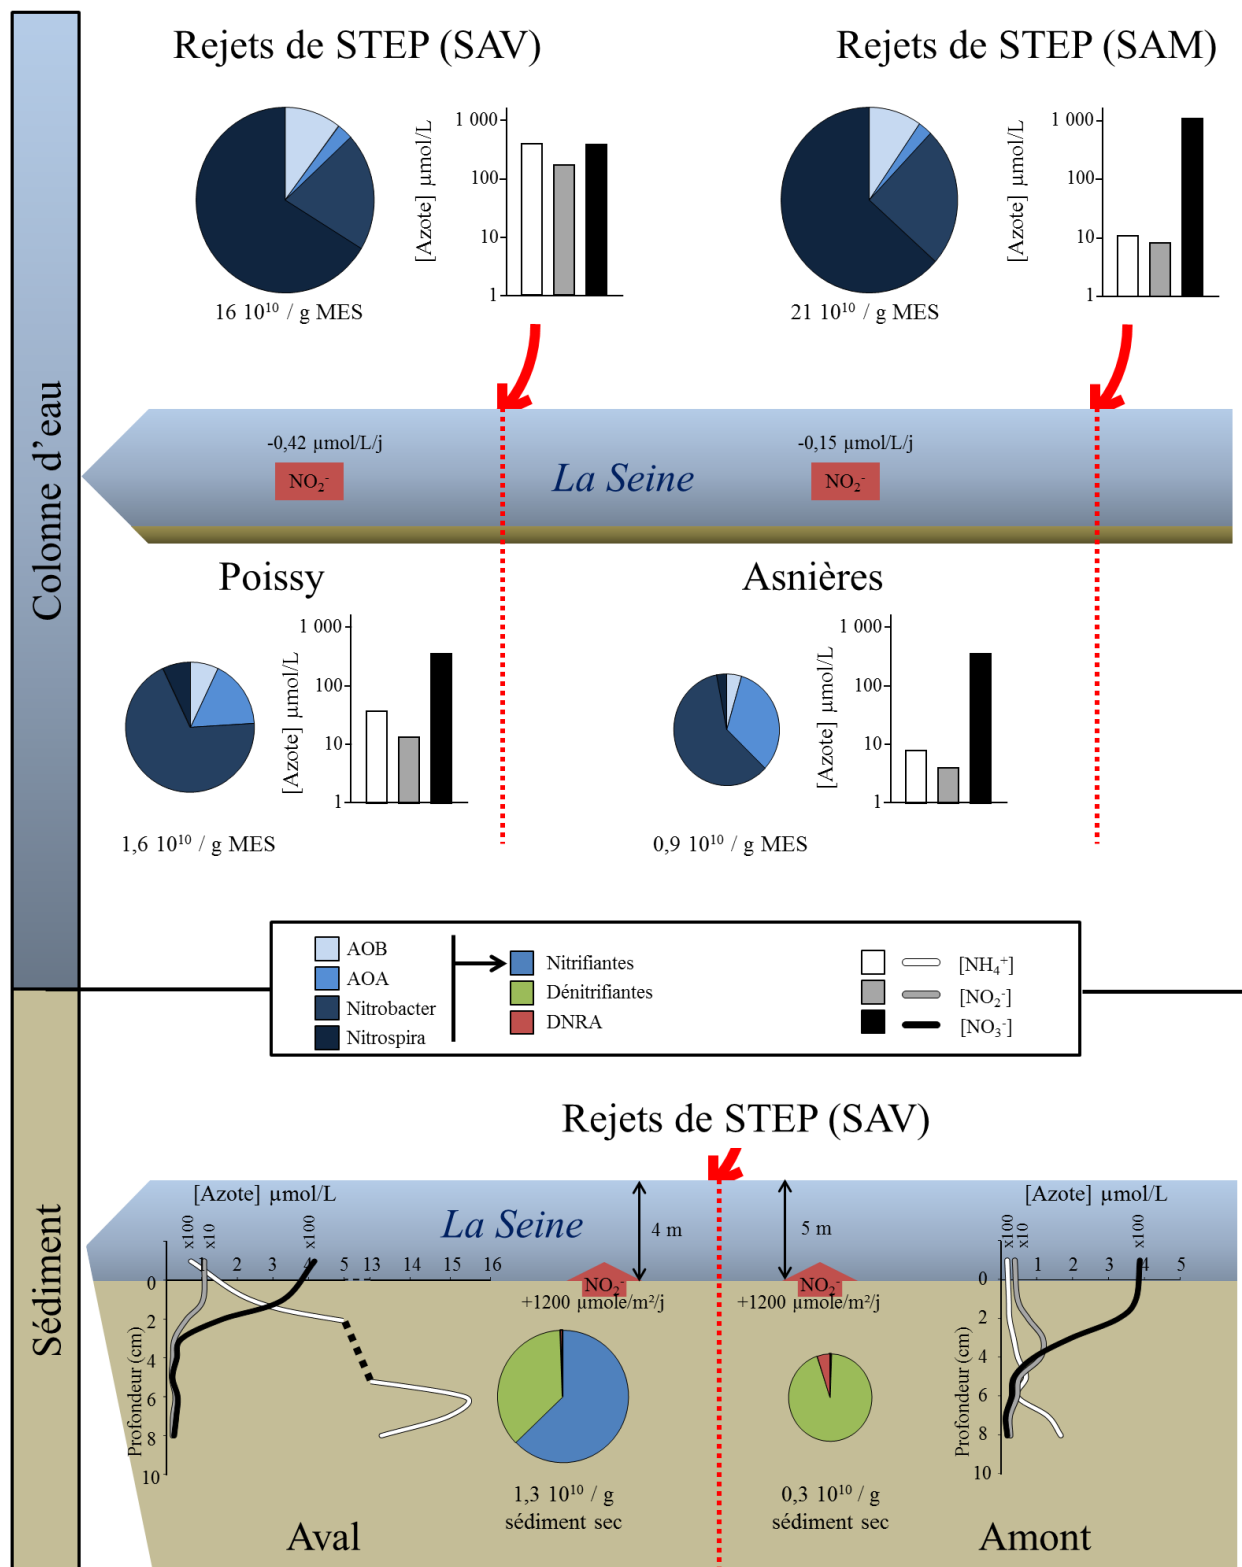 Rejets de STEP (SAV)
Rejets de STEP (SAM)
[Azote] µmol/L
1 000
100
10
1
[Azote] µmol/L
1 000
100
10
1
16 10¹⁰ / g MES
21 10¹⁰ / g MES
Colonne d’eau
-0,42 µmol/L/j
NO₂⁻
La Seine
-0,15 µmol/L/j
NO₂⁻
Poissy
Asnières
[Azote] µmol/L
1 000
100
10
1
[Azote] µmol/L
1 000
100
10
1
1,6 10¹⁰ / g MES
0,9 10¹⁰ / g MES
AOB
AOA
Nitrobacter
Nitrospira
Nitrifiantes
Dénitrifiantes
DNRA
[NH₄⁺]
[NO₂⁻]
[NO₃⁻]
Sédiment
Rejets de STEP (SAV)
[Azote] µmol/L
x100
x10
x100
1 2 3 4 5 13 14 15 16
0
2
4
6
8
10
Profondeur (cm)
La Seine
4 m
5 m
NO₂⁻
+1200 µmole/m²/j
NO₂⁻
+1200 µmole/m²/j
[Azote] µmol/L
x100
x10
x100
1 2 3 4 5
0
2
4
6
8
10
Profondeur (cm)
1,3 10¹⁰ / g
sédiment sec
0,3 10¹⁰ / g
sédiment sec
Aval
Amont